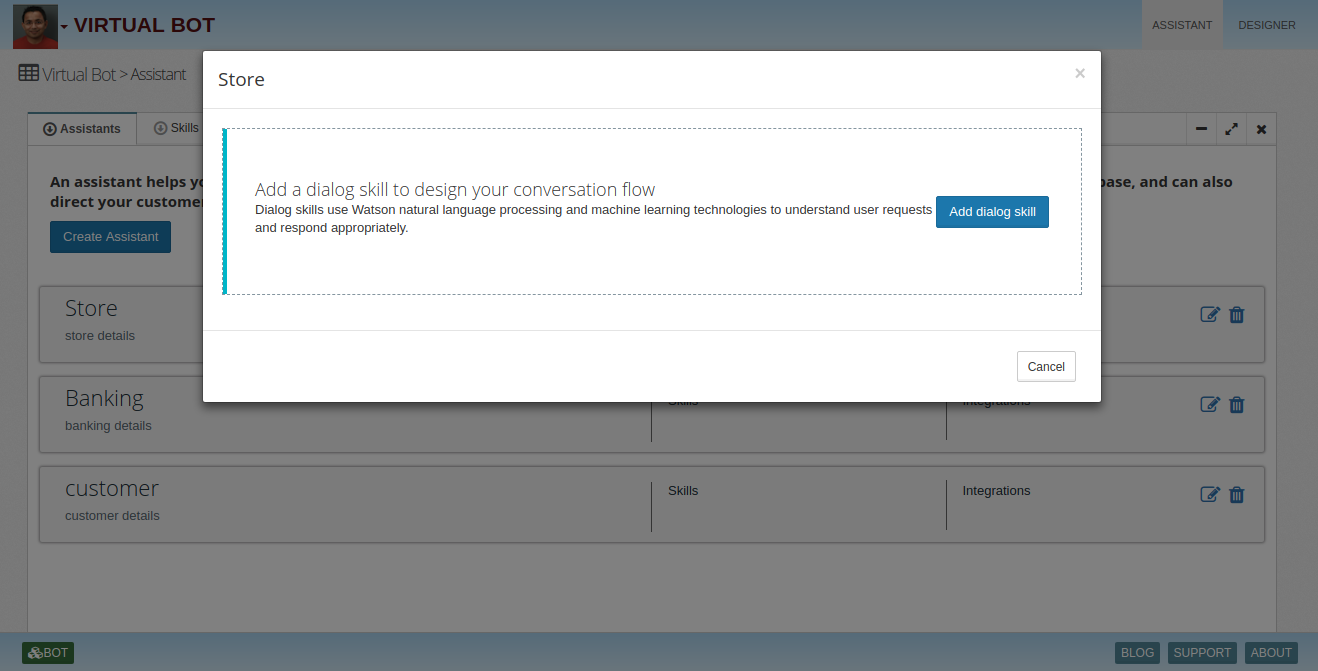 VIRTUAL BOT
ASSISTANT
DESIGNER
Virtual Bot > Assistant
Store
×
Assistants
Skills
An assistant helps
base, and can also
direct your customer
Create Assistant
Add a dialog skill to design your conversation flow
Dialog skills use Watson natural language processing and machine learning technologies to understand user requests
and respond appropriately.
Add dialog skill
Store
store details
Cancel
Banking
banking details
Skills
Integrations
customer
customer details
Skills
Integrations
BOT
BLOG
SUPPORT
ABOUT